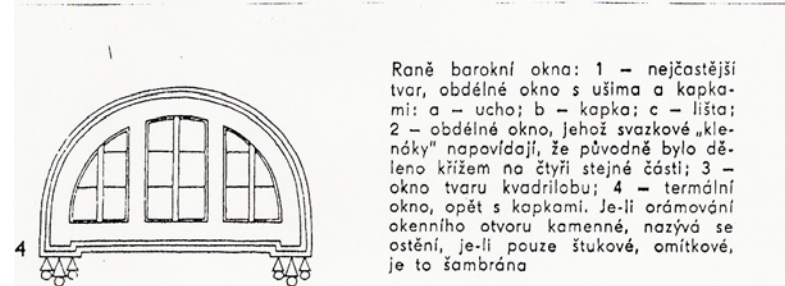 Raně barokní okna: 1 – nejčastější
tvar, obdélné okno s ušima a kapka-
mi: a – ucho; b – kapka; c – lišta;
2 – obdélné okno, jehož svazkové „kle-
náky" napovídají, že původně bylo dě-
leno křížem na čtyři stejné části; 3 –
okno tvaru kvadrilobu; 4 – termální
okno, opět s kapkami. Je-li orámování
okenního otvoru kamenné, nazývá se
ostění, je-li pouze štukové, omítkové,
je to šambrána
4